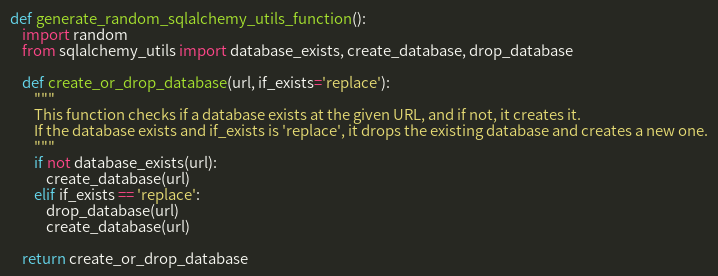 def generate_random_sqlalchemy_utils_function():
    import random
    from sqlalchemy_utils import database_exists, create_database, drop_database

    def create_or_drop_database(url, if_exists='replace'):
        """
        This function checks if a database exists at the given URL, and if not, it creates it.
        If the database exists and if_exists is 'replace', it drops the existing database and creates a new one.
        """
        if not database_exists(url):
            create_database(url)
        elif if_exists == 'replace':
            drop_database(url)
            create_database(url)

    return create_or_drop_database